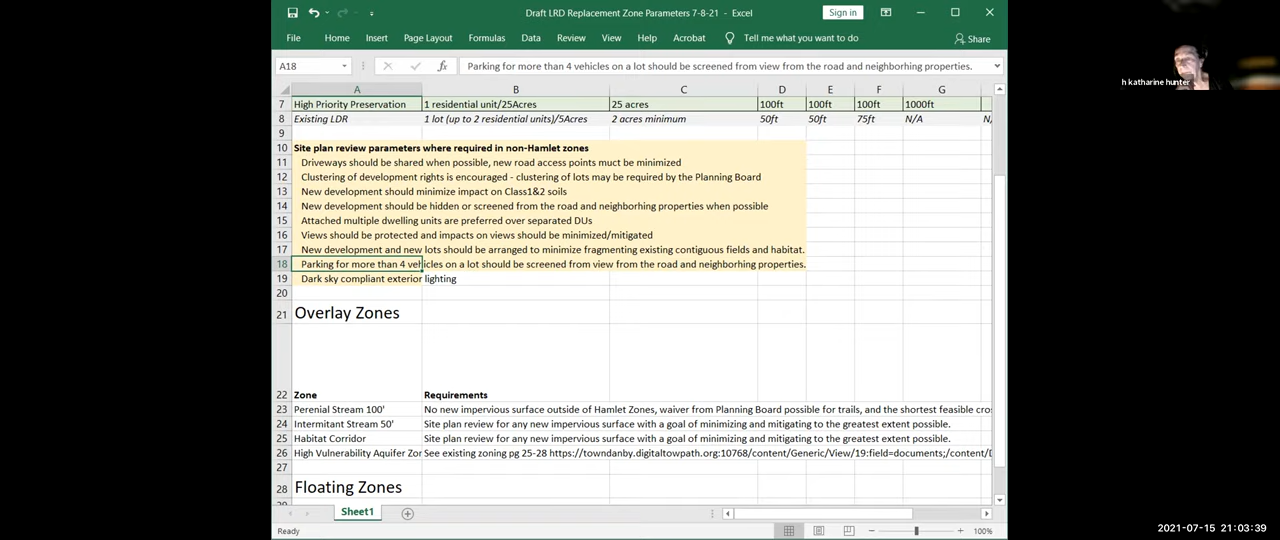 Draft LRD Replacement Zone Parameters 7-8-21 - Excel
Sign in
File Home Insert Page Layout Formulas Data Review View Help Acrobat Tell me what you want to do Share
A18 fx Parking for more than 4 vehicles on a lot should be screened from view from the road and neighborhing properties.
A B C D E F G
7 High Priority Preservation 1 residential unit/25Acres 25 acres 100ft 100ft 100ft 1000ft
8 Existing LDR 1 lot (up to 2 residential units)/5Acres 2 acres minimum 50ft 50ft 75ft N/A N/
9
10 Site plan review parameters where required in non-Hamlet zones
11 Driveways should be shared when possible, new road access points muct be minimized
12 Clustering of development rights is encouraged - clustering of lots may be required by the Planning Board
13 New development should minimize impact on Class1&2 soils
14 New development should be hidden or screened from the road and neighborhing properties when possible
15 Attached multiple dwelling units are preferred over separated DUs
16 Views should be protected and impacts on views should be minimized/mitigated
17 New development and new lots should be arranged to minimize fragmenting existing contiguous fields and habitat.
18 Parking for more than 4 vehicles on a lot should be screened from view from the road and neighborhing properties.
19 Dark sky compliant exterior lighting
20
21 Overlay Zones
22 Zone Requirements
23 Perenial Stream 100' No new impervious surface outside of Hamlet Zones, waiver from Planning Board possible for trails, and the shortest feasible cros
24 Intermitant Stream 50' Site plan review for any new impervious surface with a goal of minimizing and mitigating to the greatest extent possible.
25 Habitat Corridor Site plan review for any new impervious surface with a goal of minimizing and mitigating to the greatest extent possible.
26 High Vulnerability Aquifer Zor See existing zoning pg 25-28 https://towndanby.digitaltowpath.org:10768/content/Generic/View/19:field=documents;/content/D
27
28 Floating Zones
Sheet1
Ready 100%
h katharine hunter
2021-07-15 21:03:39